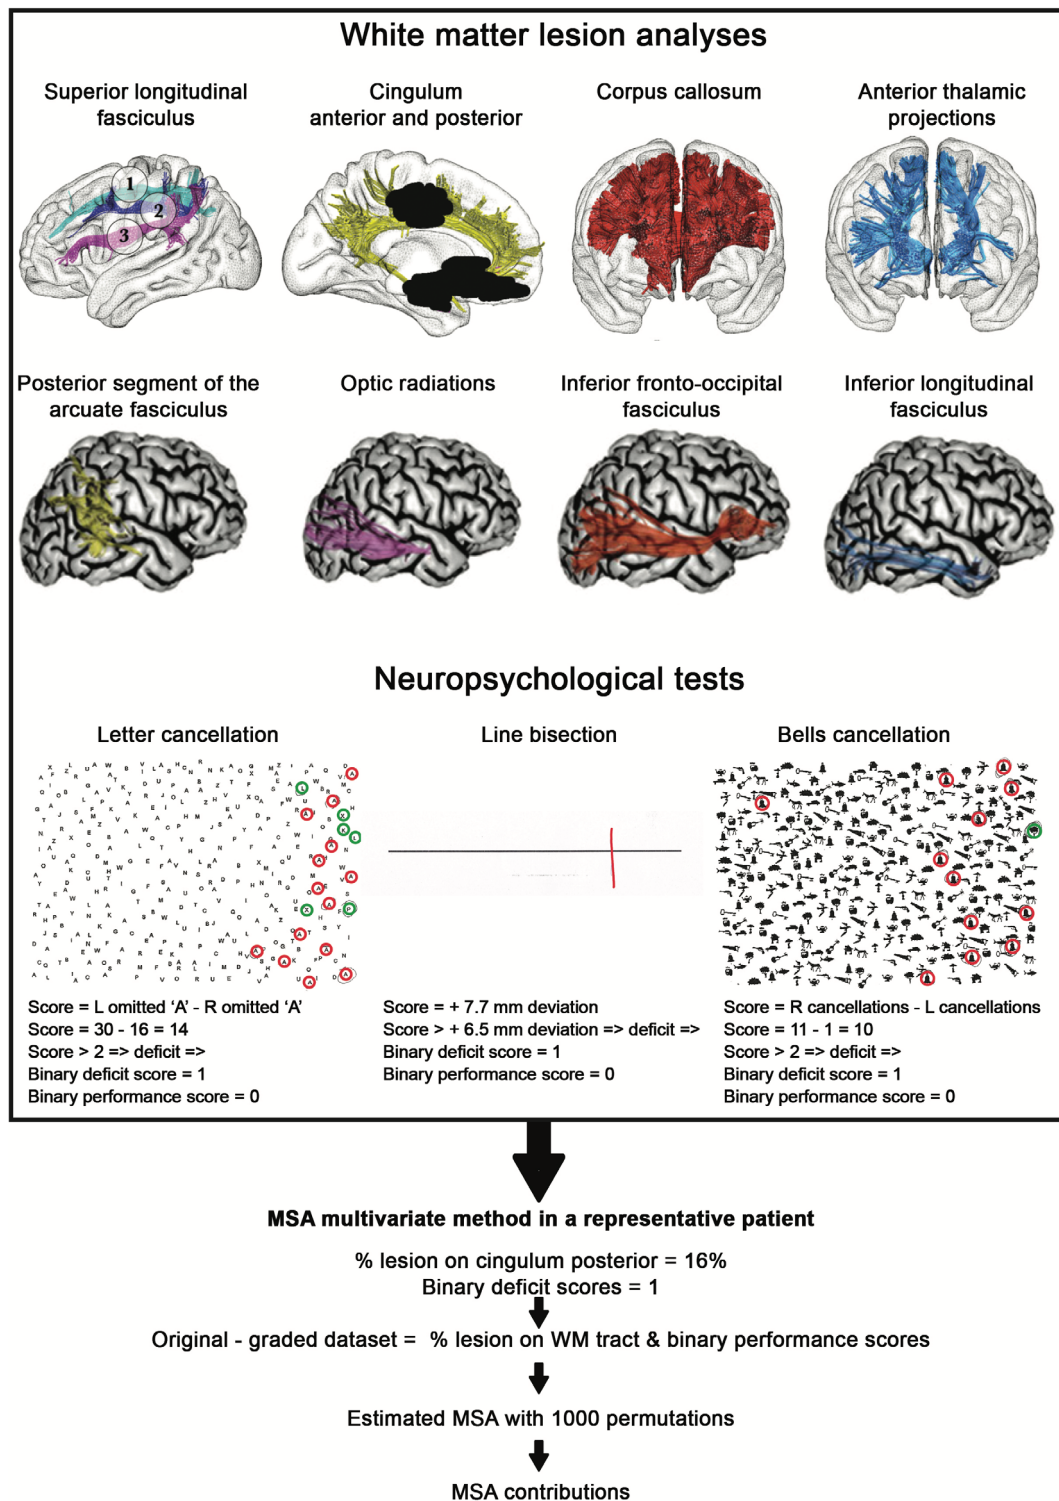 White matter lesion analyses
Superior longitudinal
fasciculus
Cingulum
anterior and posterior
Corpus callosum
Anterior thalamic
projections
1
2
3
Posterior segment of the
arcuate fasciculus
Optic radiations
Inferior fronto-occipital
fasciculus
Inferior longitudinal
fasciculus
Neuropsychological tests
Letter cancellation
Line bisection
Bells cancellation
Score = L omitted 'A' - R omitted 'A'
Score = 30 - 16 = 14
Score > 2 => deficit =>
Binary deficit score = 1
Binary performance score = 0
Score = + 7.7 mm deviation
Score > + 6.5 mm deviation => deficit =>
Binary deficit score = 1
Binary performance score = 0
Score = R cancellations - L cancellations
Score = 11 - 1 = 10
Score > 2 => deficit =>
Binary deficit score = 1
Binary performance score = 0
MSA multivariate method in a representative patient
% lesion on cingulum posterior = 16%
Binary deficit scores = 1
Original - graded dataset = % lesion on WM tract & binary performance scores
Estimated MSA with 1000 permutations
MSA contributions